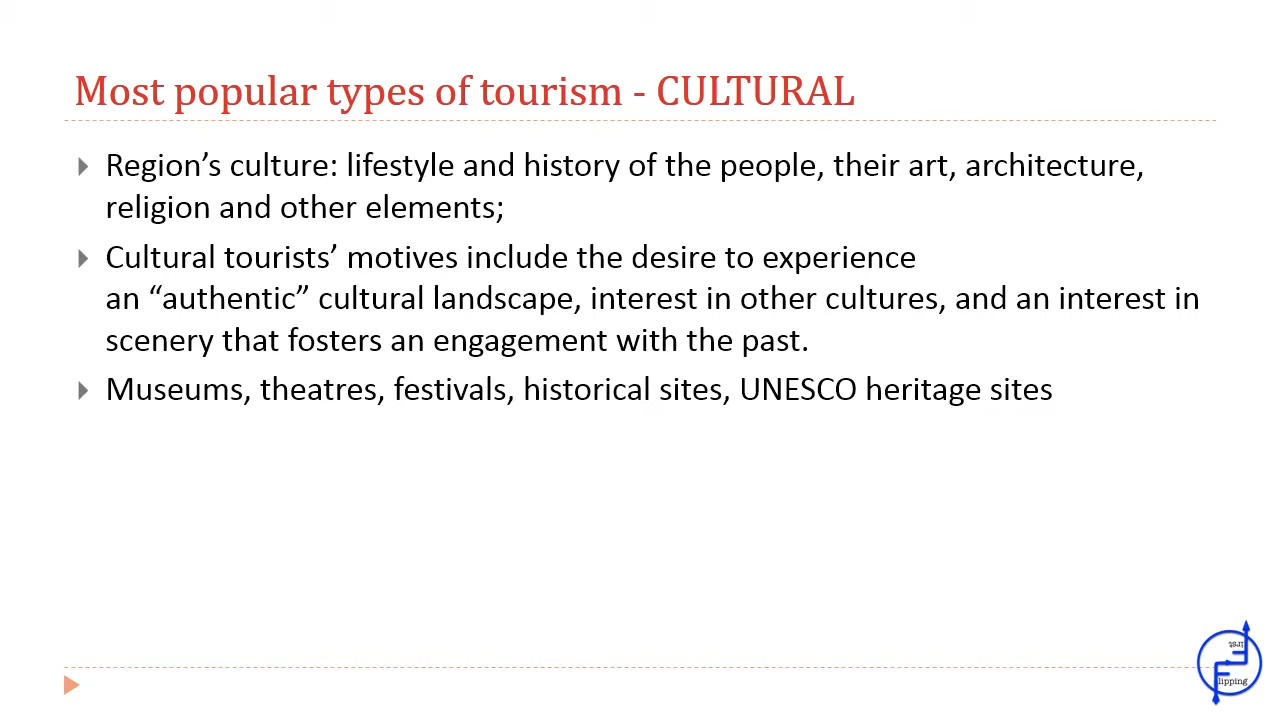 Most popular types of tourism - CULTURAL
Region’s culture: lifestyle and history of the people, their art, architecture,
religion and other elements;
Cultural tourists’ motives include the desire to experience
an “authentic” cultural landscape, interest in other cultures, and an interest in
scenery that fosters an engagement with the past.
Museums, theatres, festivals, historical sites, UNESCO heritage sites
irst
F
F
lipping